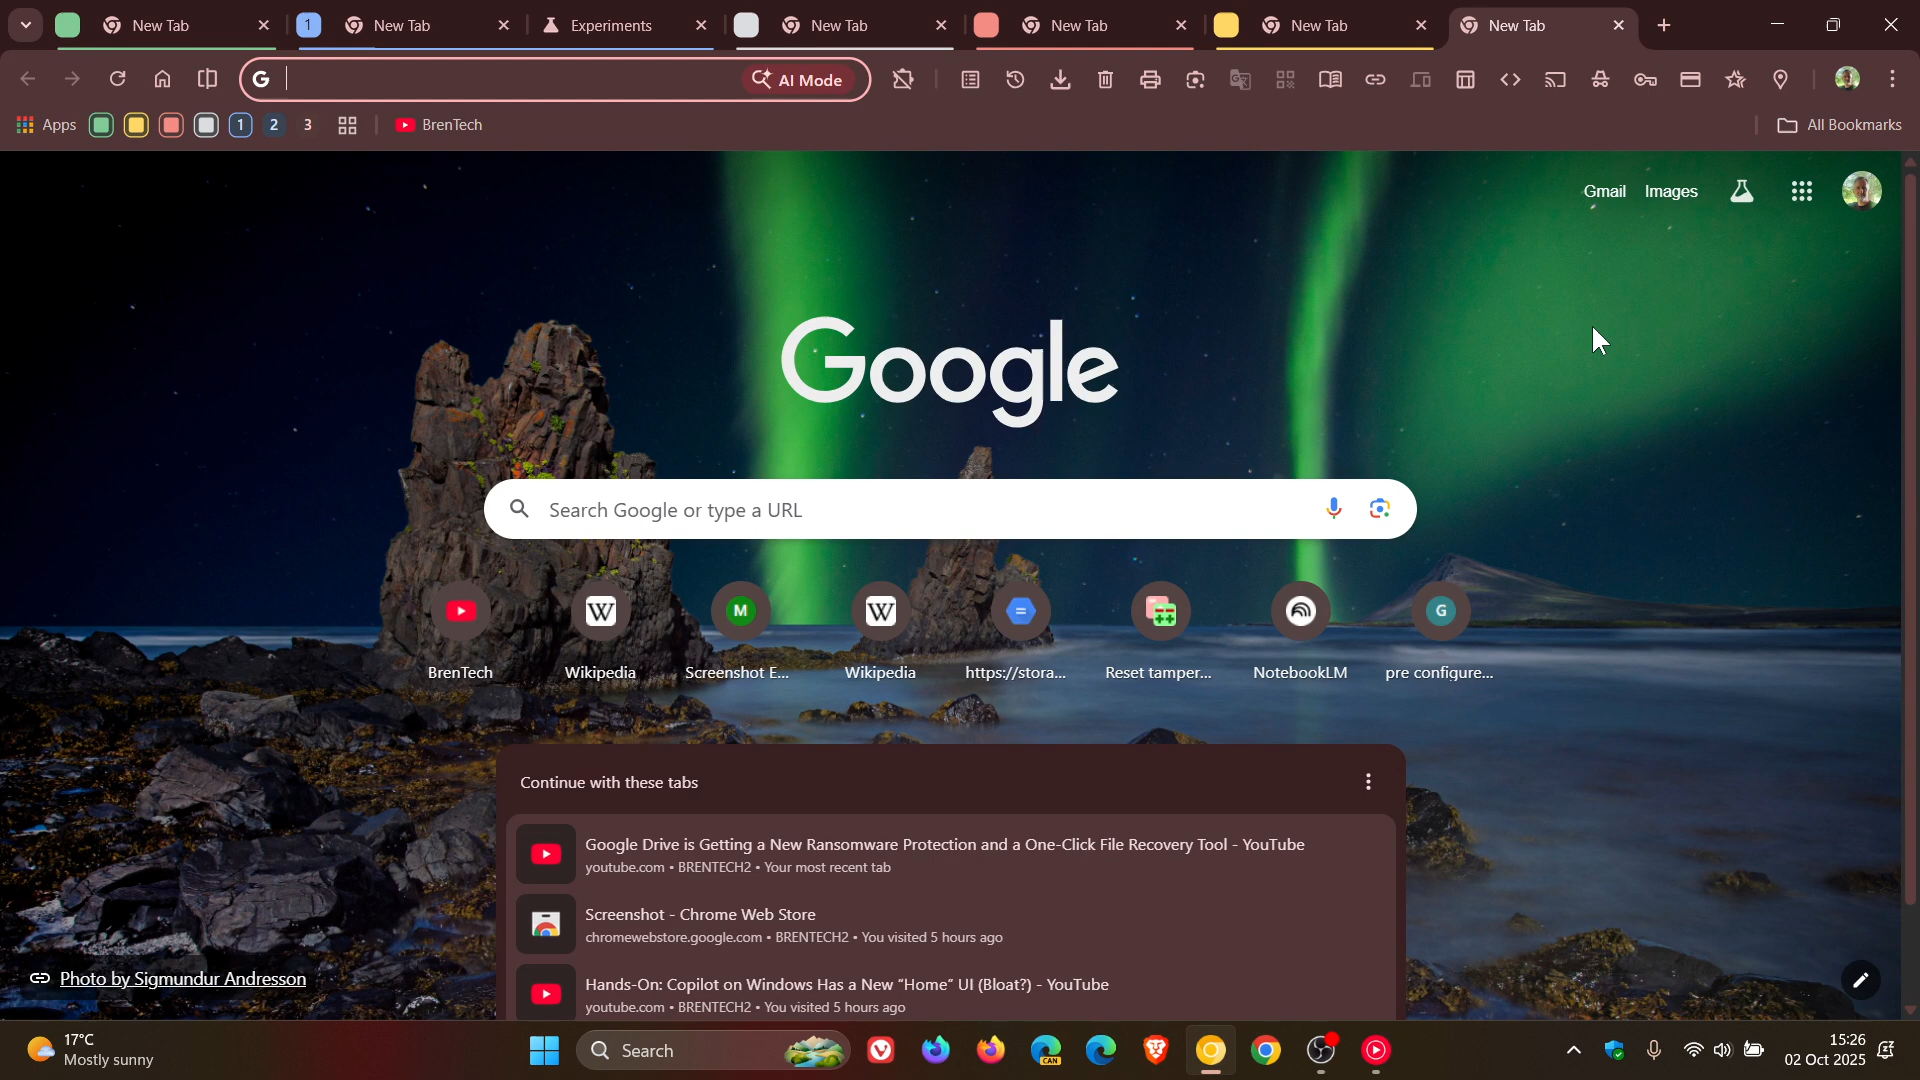 New Tab
1
New Tab
Experiments
New Tab
New Tab
New Tab
New Tab
G
AI Mode
Apps
1
2
3
BrenTech
All Bookmarks
Gmail
Images
Google
Search Google or type a URL
BrenTech
W
Wikipedia
M
Screenshot E...
W
Wikipedia
https://stora...
Reset tamper...
NotebookLM
G
pre configure...
Continue with these tabs
Google Drive is Getting a New Ransomware Protection and a One-Click File Recovery Tool - YouTube
youtube.com • BRENTECH2 • Your most recent tab
Screenshot - Chrome Web Store
chromewebstore.google.com • BRENTECH2 • You visited 5 hours ago
Hands-On: Copilot on Windows Has a New “Home” UI (Bloat?) - YouTube
youtube.com • BRENTECH2 • You visited 5 hours ago
Photo by Sigmundur Andresson
17°C
Mostly sunny
Search
CAN
15:26
02 Oct 2025